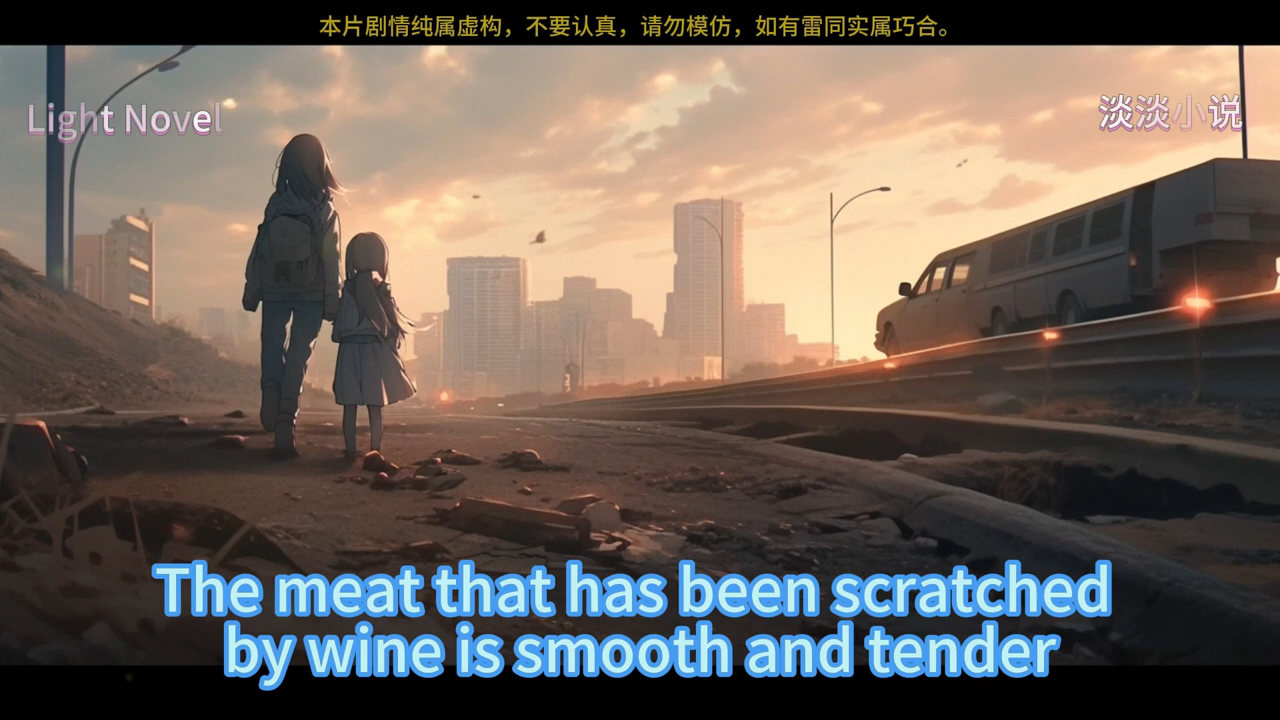 本片剧情纯属虚构，不要认真，请勿模仿，如有雷同实属巧合。
Light Novel
淡淡小说
The meat that has been scratched
by wine is smooth and tender